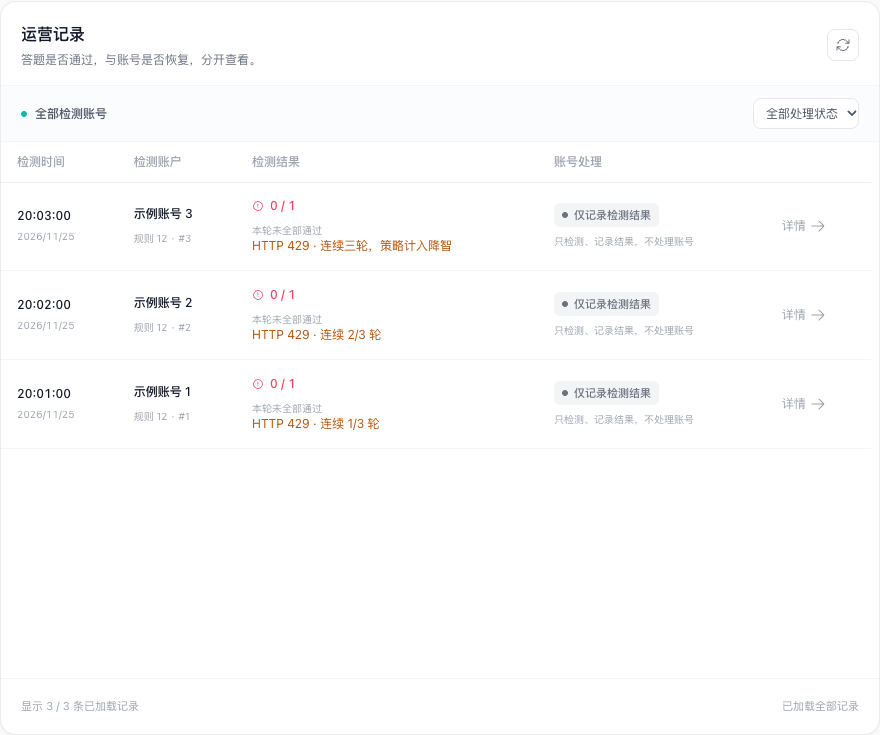 运营记录
答题是否通过，与账号是否恢复，分开查看。
全部检测账号
全部处理状态
检测时间 检测账户 检测结果 账号处理
20:03:00
2026/11/25
示例账号 3
规则 12 · #3
0 / 1
本轮未全部通过
HTTP 429 · 连续三轮，策略计入降智
仅记录检测结果
只检测、记录结果，不处理账号
详情
20:02:00
2026/11/25
示例账号 2
规则 12 · #2
0 / 1
本轮未全部通过
HTTP 429 · 连续 2/3 轮
仅记录检测结果
只检测、记录结果，不处理账号
详情
20:01:00
2026/11/25
示例账号 1
规则 12 · #1
0 / 1
本轮未全部通过
HTTP 429 · 连续 1/3 轮
仅记录检测结果
只检测、记录结果，不处理账号
详情
显示 3 / 3 条已加载记录
已加载全部记录